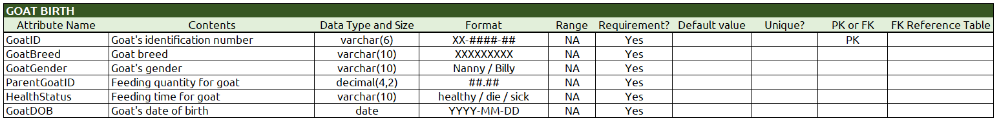 GOAT BIRTH
Attribute Name Contents Data Type and Size Format Range Requirement? Default value Unique? PK or FK FK Reference Table
GoatID Goat's identification number varchar(6) XX-####-## NA Yes PK
GoatBreed Goat breed varchar(10) XXXXXXXXX NA Yes
GoatGender Goat's gender varchar(10) Nanny / Billy NA Yes
ParentGoatID Feeding quantity for goat decimal(4,2) ##.## NA Yes
HealthStatus Feeding time for goat varchar(10) healthy / die / sick NA Yes
GoatDOB Goat's date of birth date YYYY-MM-DD NA Yes